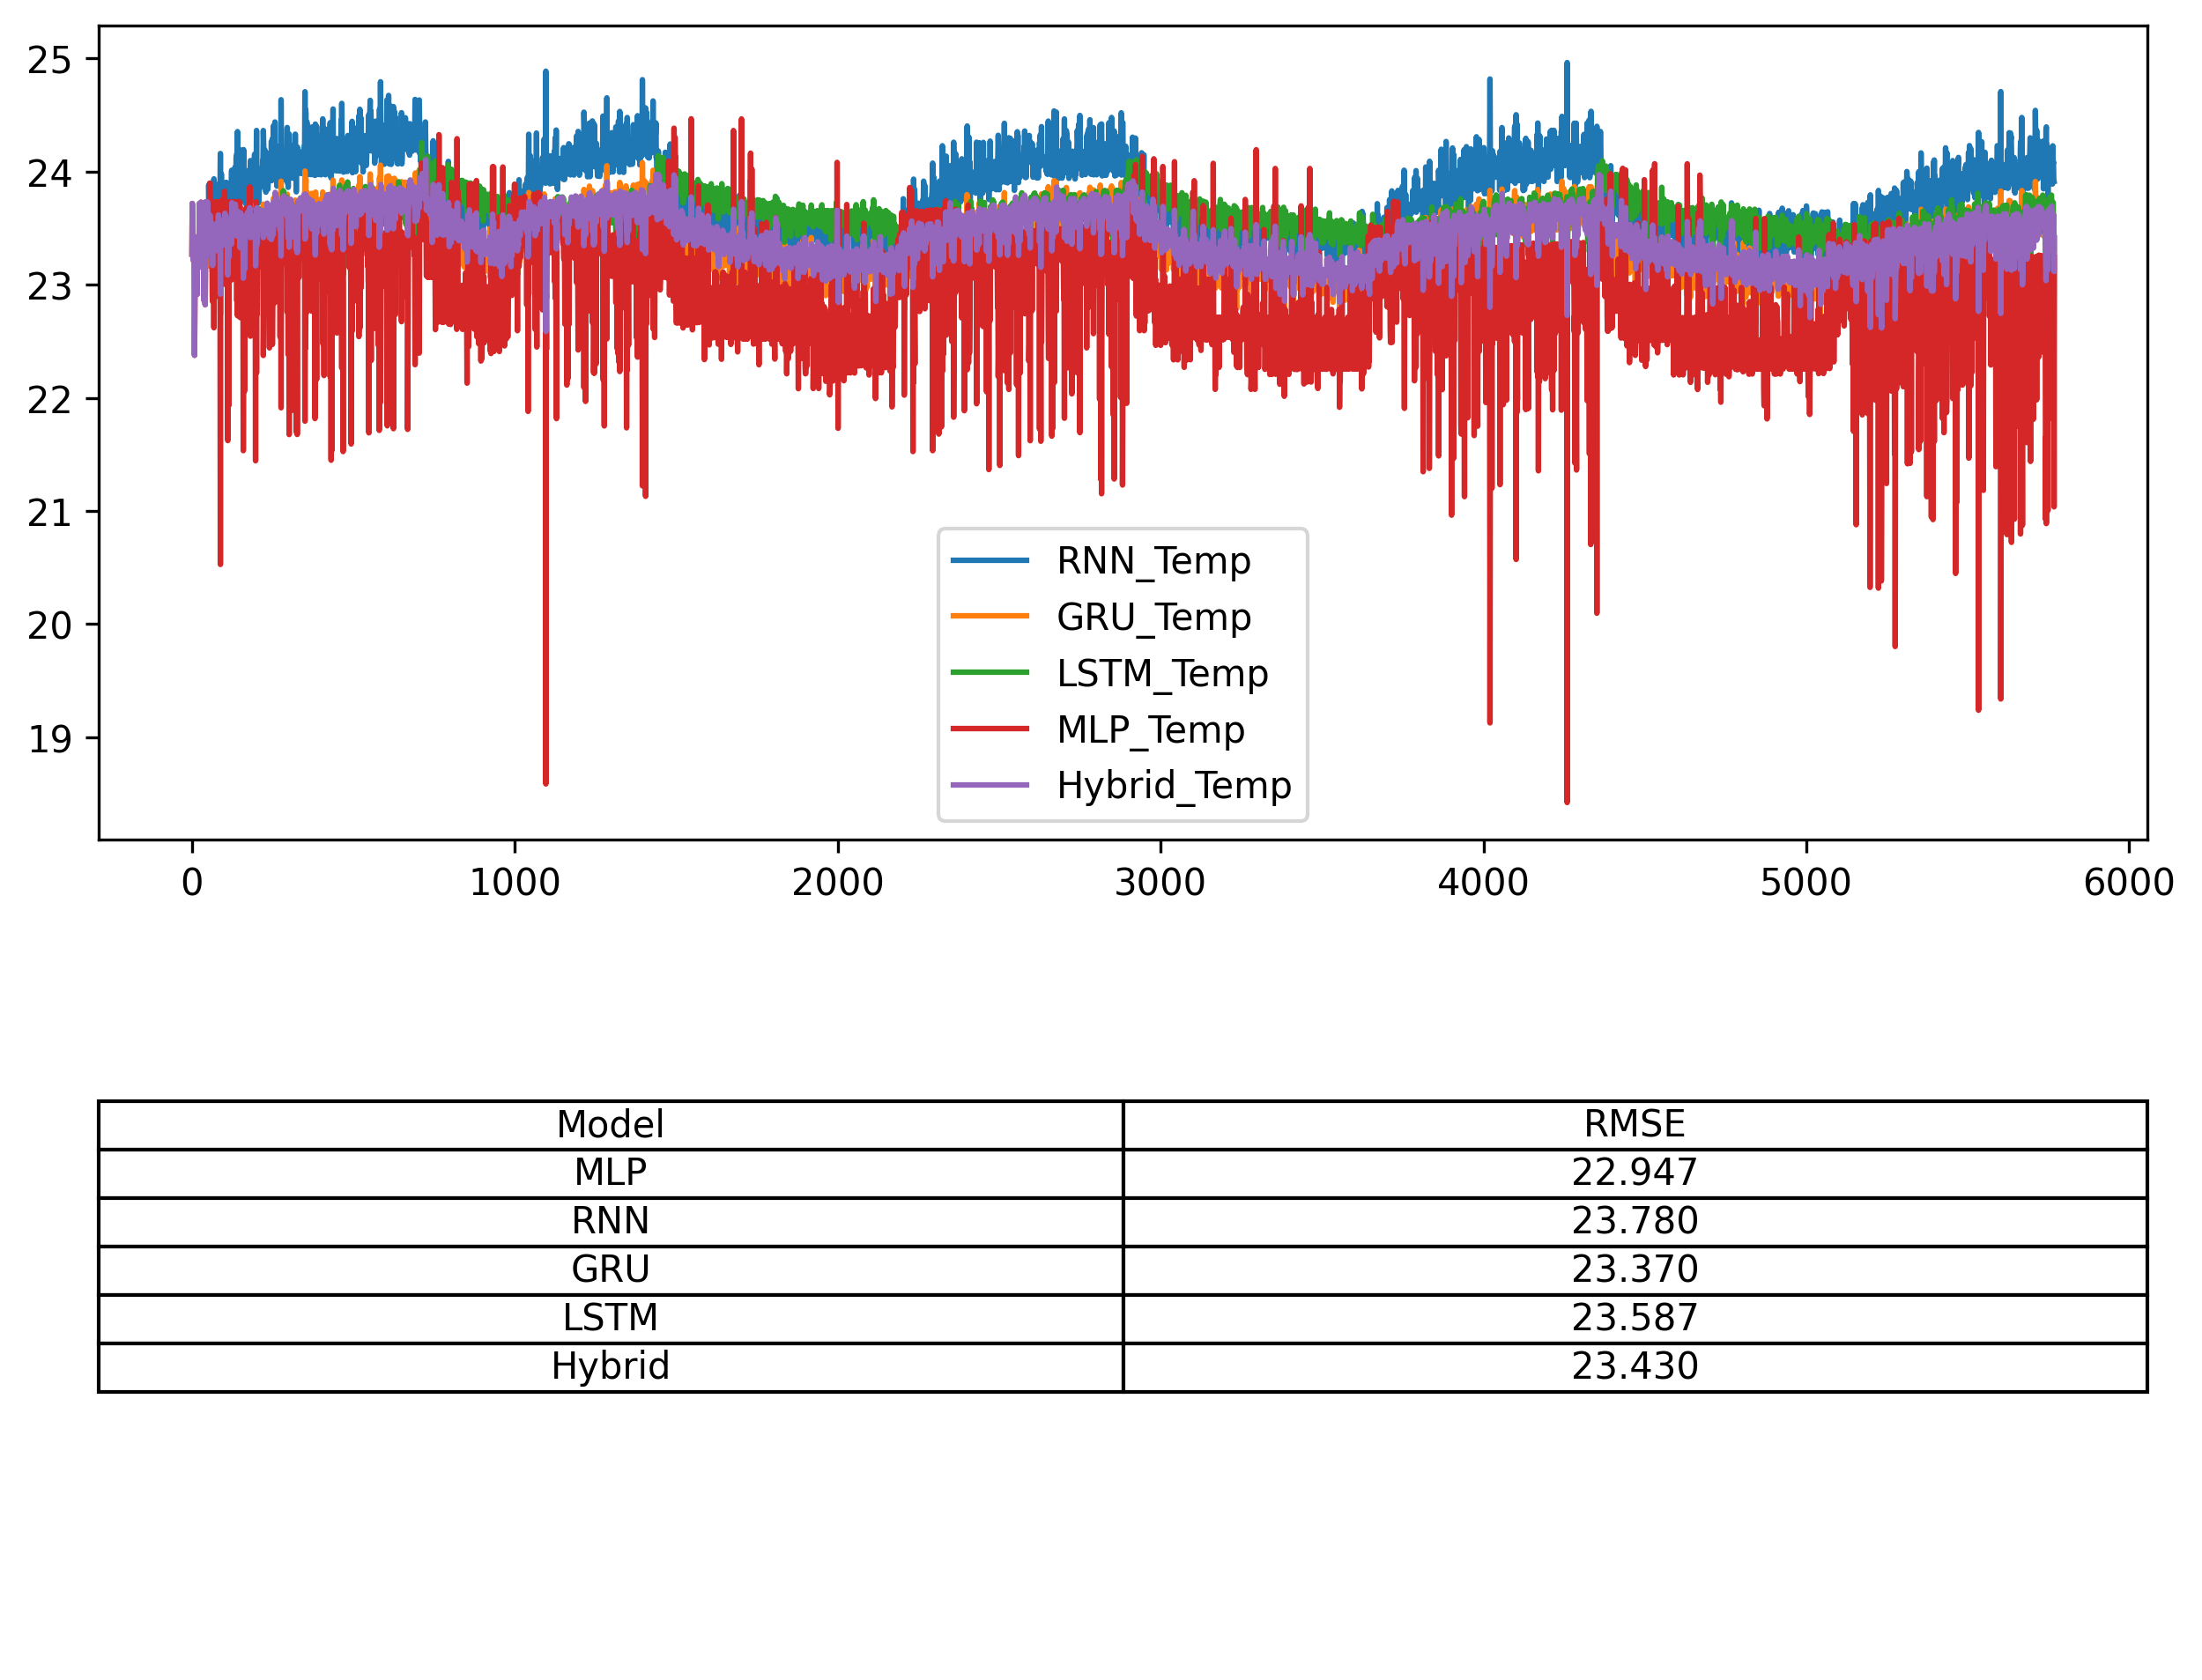 25
24
23
22
21
20
19
RNN_Temp
GRU_Temp
LSTM_Temp
MLP_Temp
Hybrid_Temp
0 1000 2000 3000 4000 5000 6000
Model RMSE
MLP 22.947
RNN 23.780
GRU 23.370
LSTM 23.587
Hybrid 23.430